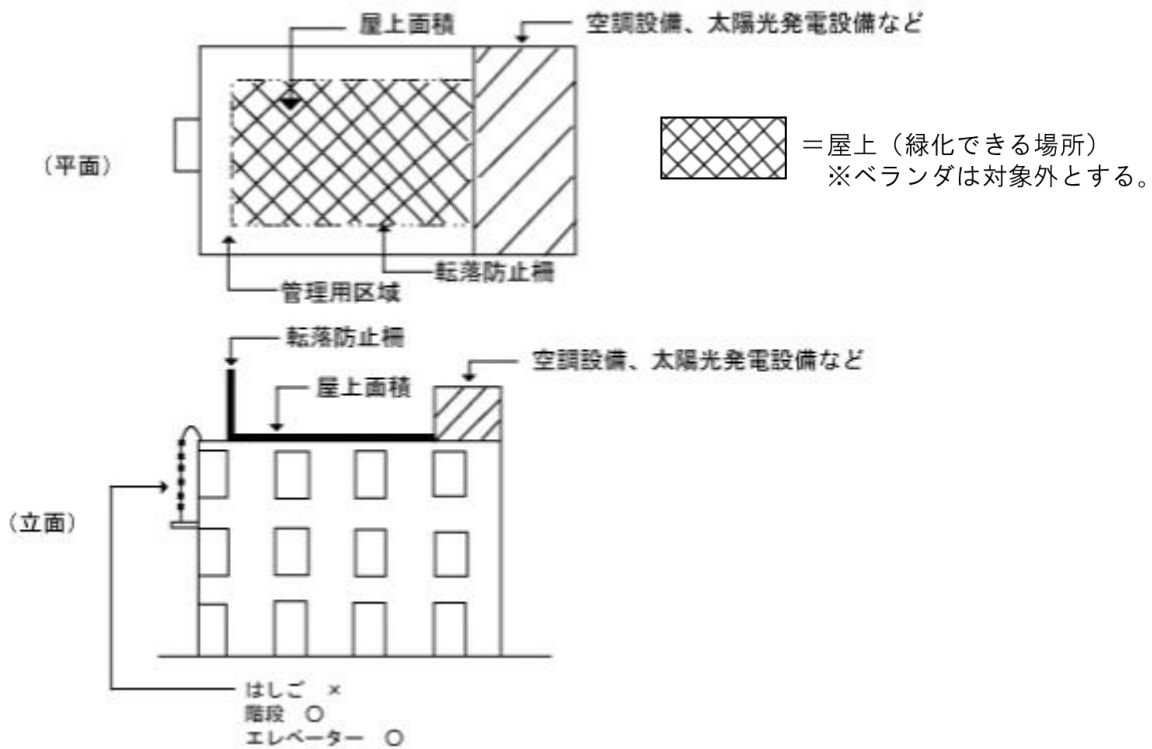 屋上面積
空調設備、太陽光発電設備など
(平面)
=屋上(緑化できる場所)
※ベランダは対象外とする。
転落防止柵
管理用区域
転落防止柵
空調設備、太陽光発電設備など
屋上面積
(立面)
はしご ×
階段 ○
エレベーター ○